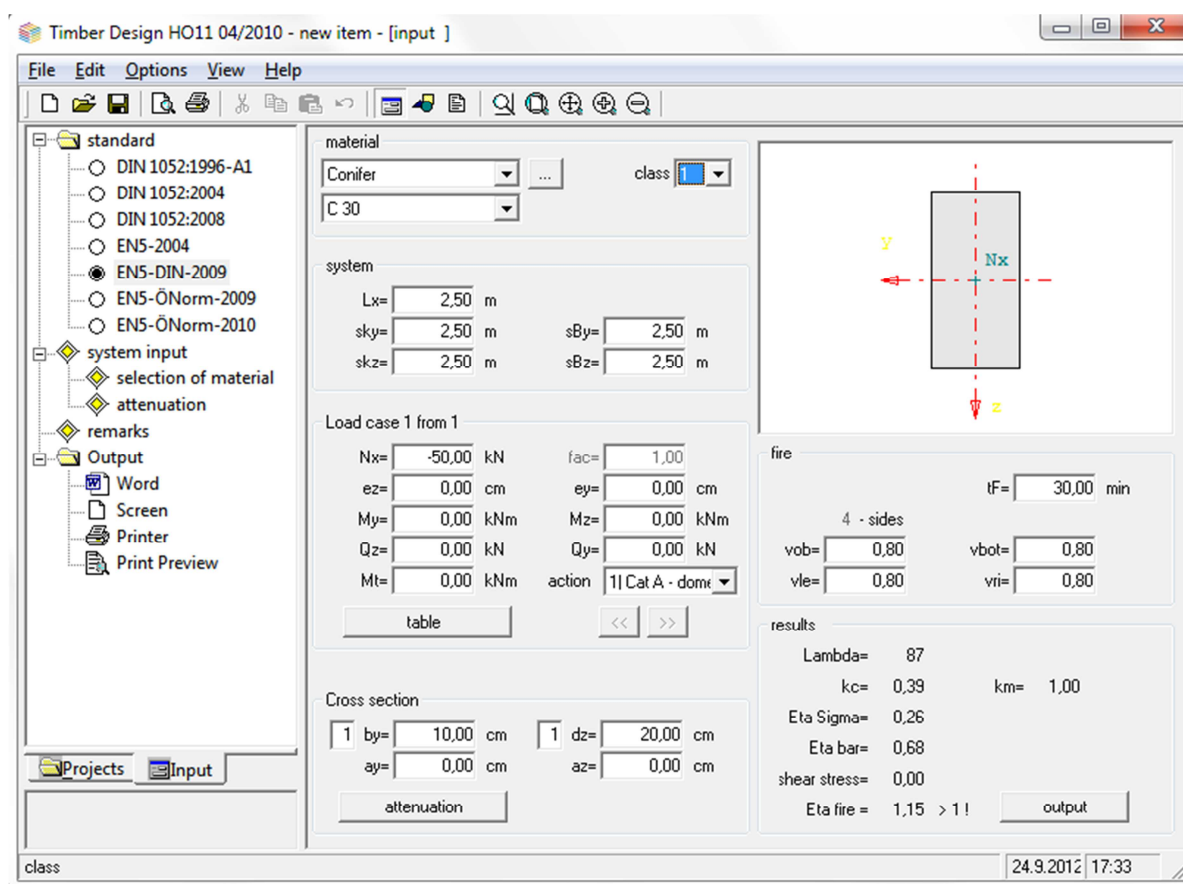 Timber Design HO11 04/2010 - new item - [input ]
File Edit Options View Help
standard
DIN 1052:1996-A1
DIN 1052:2004
DIN 1052:2008
EN5-2004
EN5-DIN-2009
EN5-ÖNorm-2009
EN5-ÖNorm-2010
system input
selection of material
attenuation
remarks
Output
Word
Screen
Printer
Print Preview
Projects Input
material
Conifer ... class 1
C 30
system
Lx= 2,50 m
sky= 2,50 m sBy= 2,50 m
skz= 2,50 m sBz= 2,50 m
Load case 1 from 1
Nx= -50,00 kN fac= 1,00
ez= 0,00 cm ey= 0,00 cm
My= 0,00 kNm Mz= 0,00 kNm
Qz= 0,00 kN Qy= 0,00 kN
Mt= 0,00 kNm action 1| Cat A - dome
table << >>
Cross section
1 by= 10,00 cm 1 dz= 20,00 cm
ay= 0,00 cm az= 0,00 cm
attenuation
y
Nx
z
fire
tF= 30,00 min
4 - sides
vob= 0,80 vbot= 0,80
vle= 0,80 vri= 0,80
results
Lambda= 87
kc= 0,39 km= 1,00
Eta Sigma= 0,26
Eta bar= 0,68
shear stress= 0,00
Eta fire = 1,15 > 1 ! output
class 24.9.2012 17:33